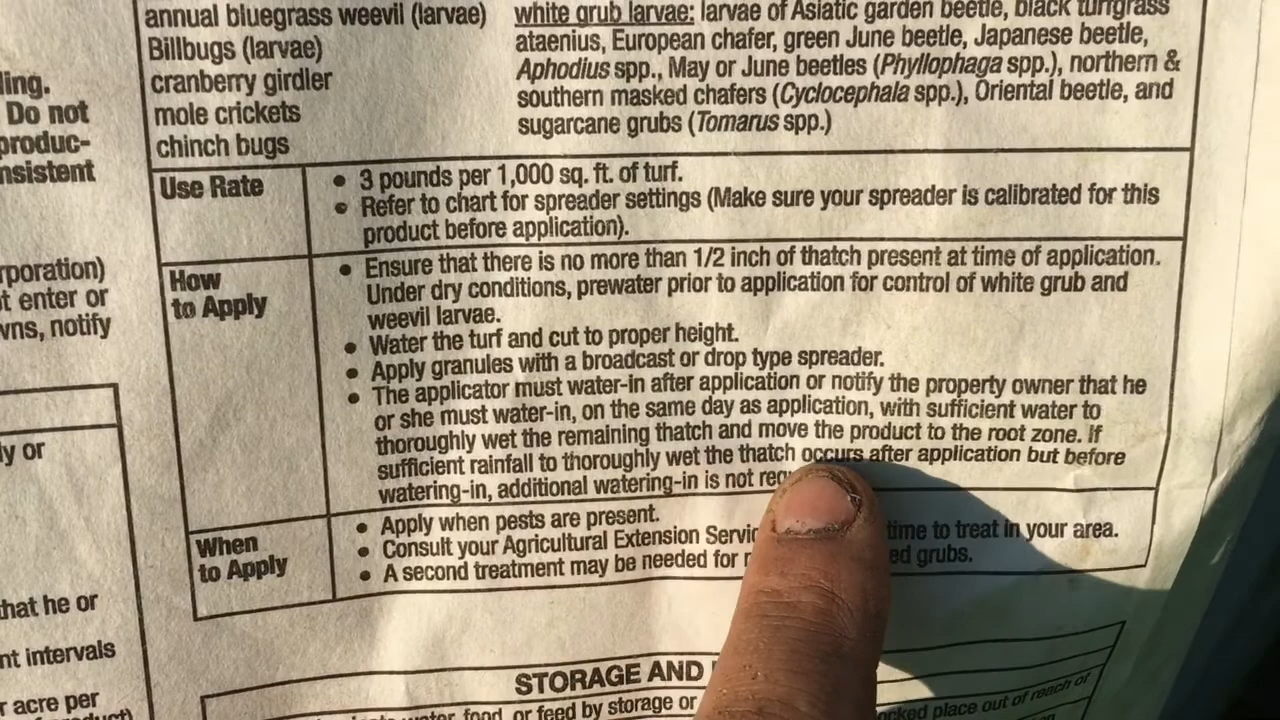 annual bluegrass weevil (larvae)
Billbugs (larvae)
cranberry girdler
mole crickets
chinch bugs
white grub larvae: larvae of Asiatic garden beetle, black turfgrass
ataenius, European chafer, green June beetle, Japanese beetle,
Aphodius spp., May or June beetles (Phyllophaga spp.), northern &
southern masked chafers (Cyclocephala spp.), Oriental beetle, and
sugarcane grubs (Tomarus spp.)
Do not
Use Rate
• 3 pounds per 1,000 sq. ft. of turf.
• Refer to chart for spreader settings (Make sure your spreader is calibrated for this
product before application).
How
to Apply
• Ensure that there is no more than 1/2 inch of thatch present at time of application.
Under dry conditions, prewater prior to application for control of white grub and
weevil larvae.
• Water the turf and cut to proper height.
• Apply granules with a broadcast or drop type spreader.
• The applicator must water-in after application or notify the property owner that he
or she must water-in, on the same day as application, with sufficient water to
thoroughly wet the remaining thatch and move the product to the root zone. If
sufficient rainfall to thoroughly wet the thatch occurs after application but before
watering-in, additional watering-in is not
When
to Apply
• Apply when pests are present.
• Consult your Agricultural Extension time to treat in your area.
• A second treatment may be needed for grubs.
enter or
notify
or
he or
intervals
acre per
STORAGE AND
water, food, or feed by storage or
place out of reach of